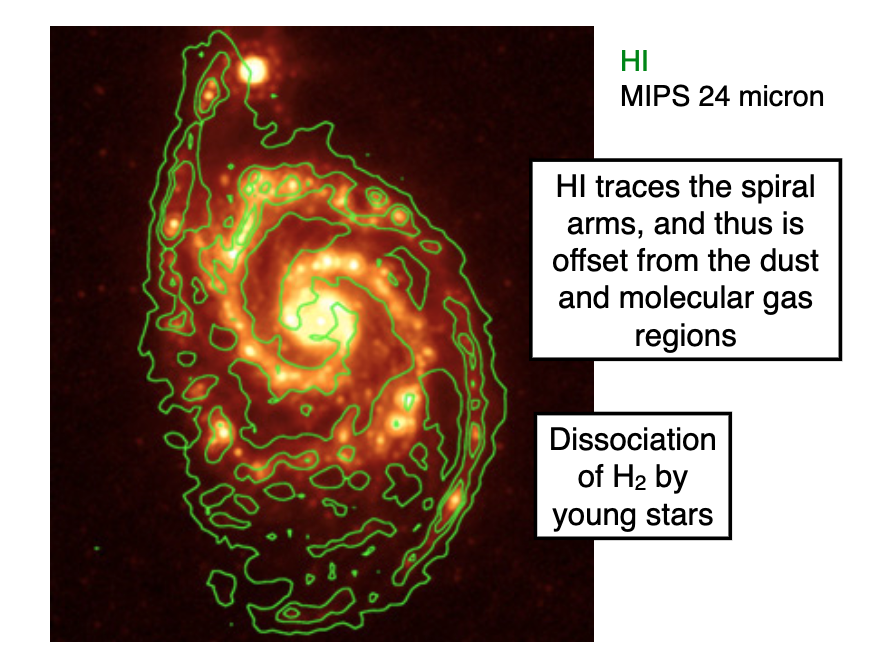 HI
MIPS 24 micron
HI traces the spiral
arms, and thus is
offset from the dust
and molecular gas
regions
Dissociation
of H₂ by
young stars